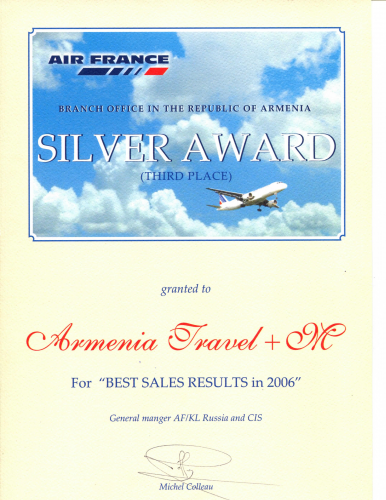 AIR FRANCE
BRANCH OFFICE IN THE REPUBLIC OF ARMENIA
SILVER AWARD
(THIRD PLACE)
granted to
Armenia Travel + M
For “BEST SALES RESULTS in 2006”
General manger AF/KL Russia and CIS
Michel Colleau